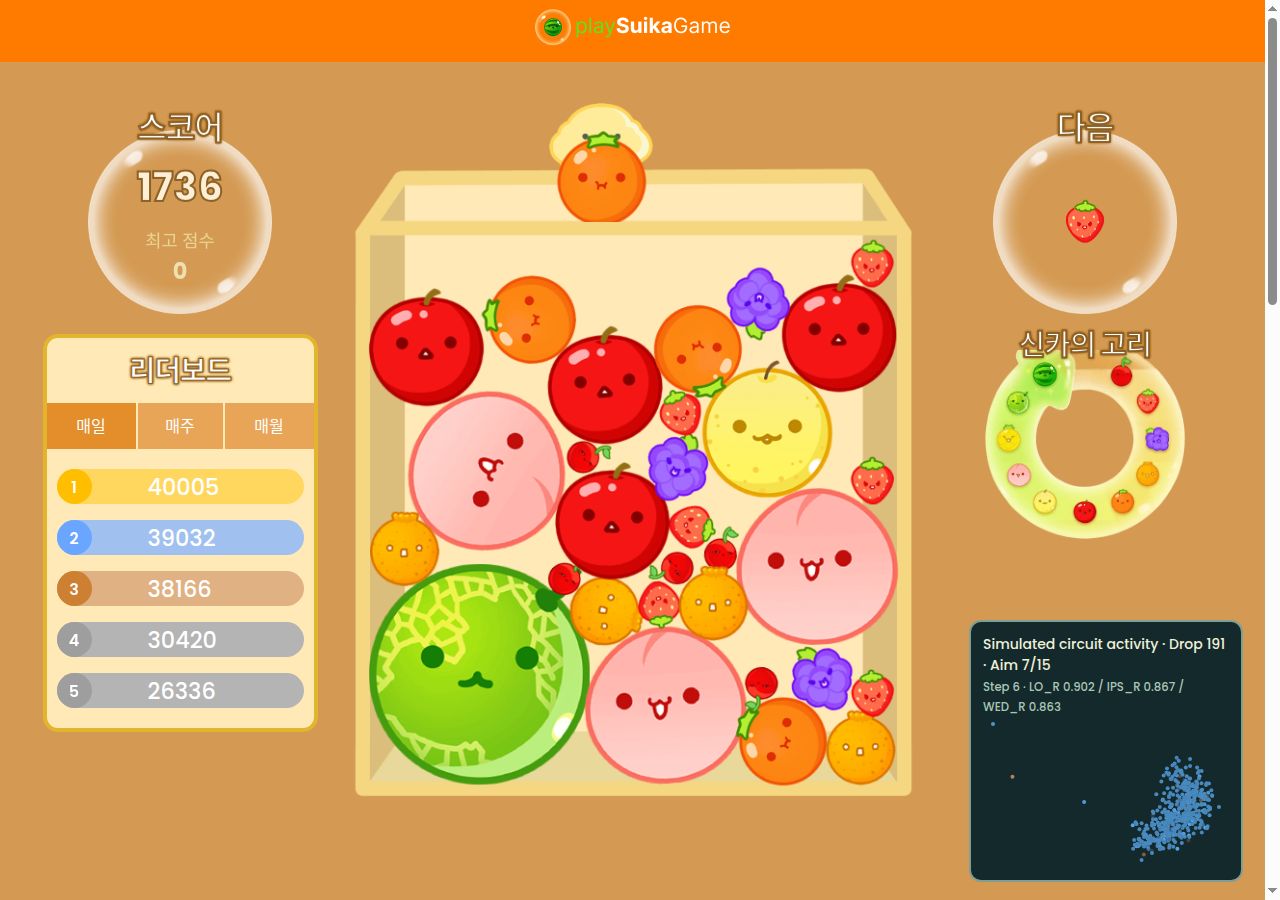 playSuikaGame
스코어
1736
최고 점수
0
다음
신카의 고리
리더보드
매일 매주 매월
1 40005
2 39032
3 38166
4 30420
5 26336
Simulated circuit activity · Drop 191
· Aim 7/15
Step 6 · LO_R 0.902 / IPS_R 0.867 /
WED_R 0.863